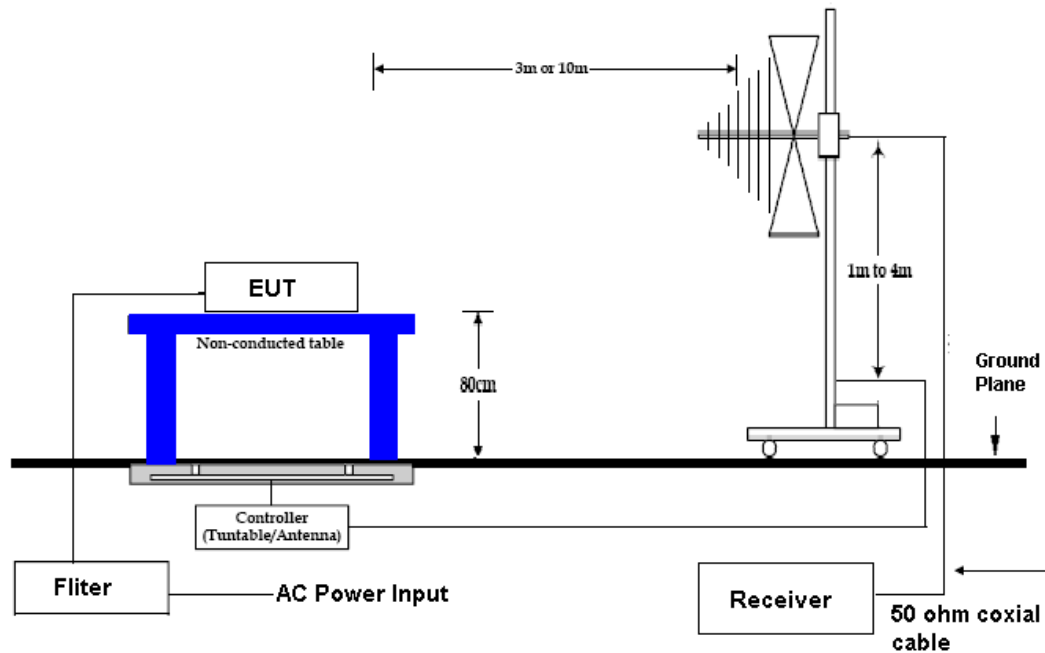 3m or 10m
EUT
Non-conducted table
80cm
1m to 4m
Ground
Plane
Controller
(Tuntable/Antenna)
Fliter
AC Power Input
Receiver
50 ohm coxial
cable